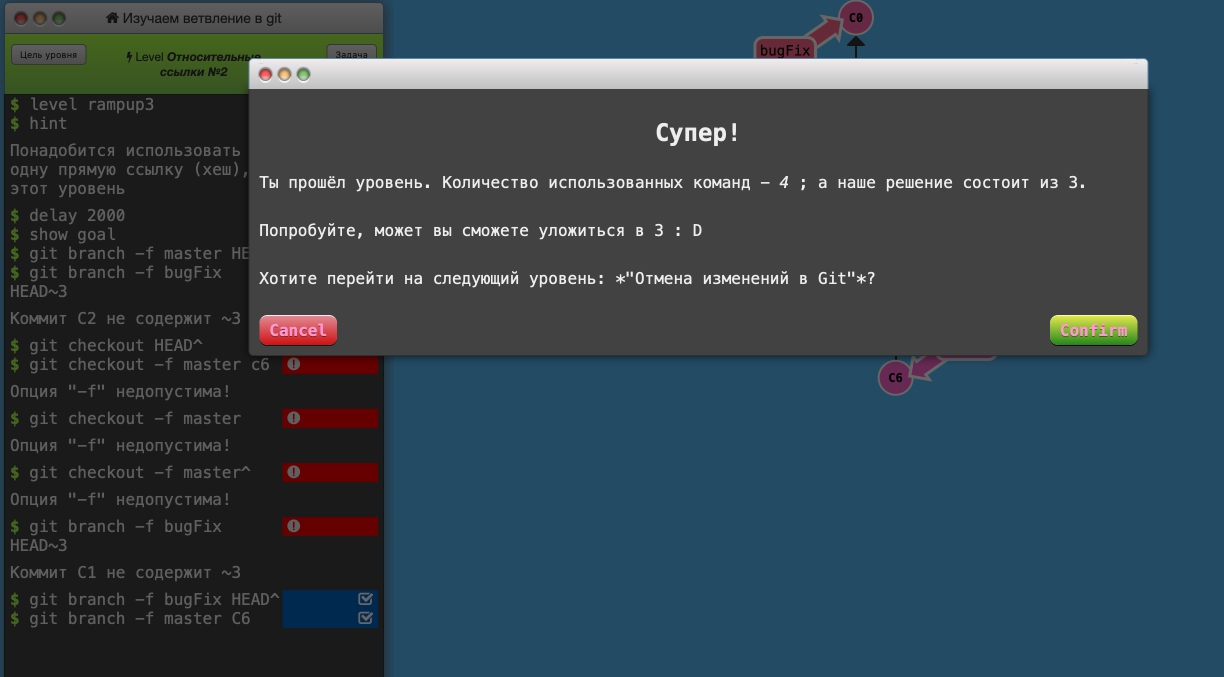 Изучаем ветвление в git
Цель уровня
Level Относительные
ссылки №2
Задача
$ level rampup3
$ hint
Понадобится использовать
одну прямую ссылку (хеш),
этот уровень
$ delay 2000
$ show goal
$ git branch -f master HE
$ git branch -f bugFix
HEAD~3
Коммит C2 не содержит ~3
$ git checkout HEAD^
$ git checkout -f master c6
Опция "-f" недопустима!
$ git checkout -f master
Опция "-f" недопустима!
$ git checkout -f master^
Опция "-f" недопустима!
$ git branch -f bugFix
HEAD~3
Коммит C1 не содержит ~3
$ git branch -f bugFix HEAD^
$ git branch -f master C6
C0
bugFix
Супер!
Ты прошёл уровень. Количество использованных команд - 4 ; а наше решение состоит из 3.
Попробуйте, может вы сможете уложиться в 3 : D
Хотите перейти на следующий уровень: *"Отмена изменений в Git"*?
Cancel
Confirm
C6